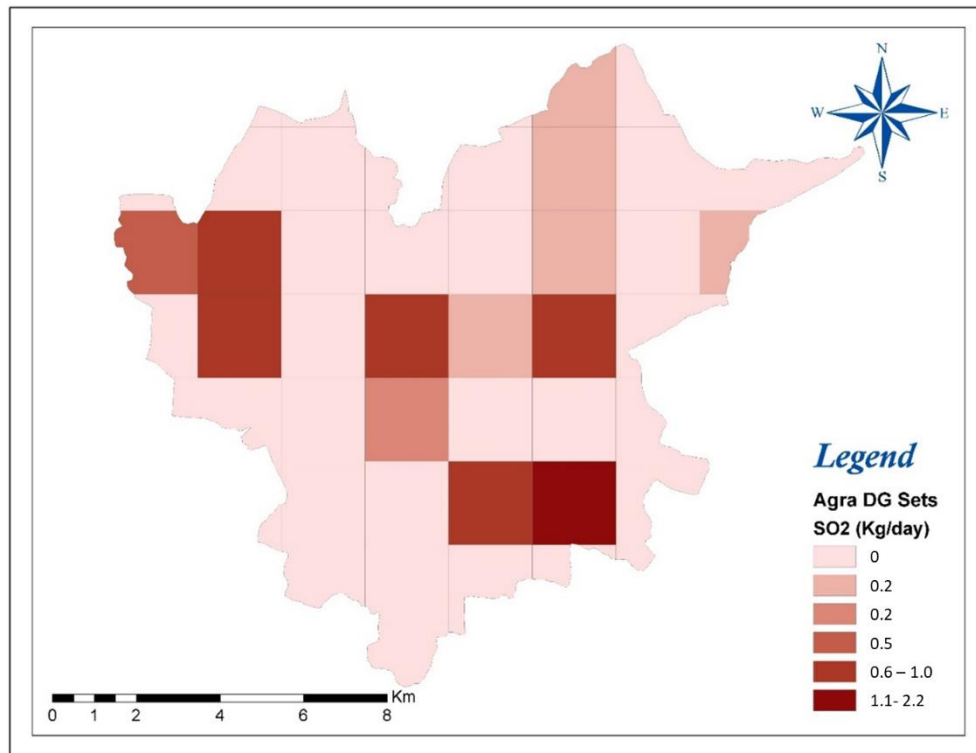 N
W E
S
Legend
Agra DG Sets
SO2 (Kg/day)
0
0.2
0.2
0.5
0.6 – 1.0
1.1- 2.2
Km
0 1 2 4 6 8